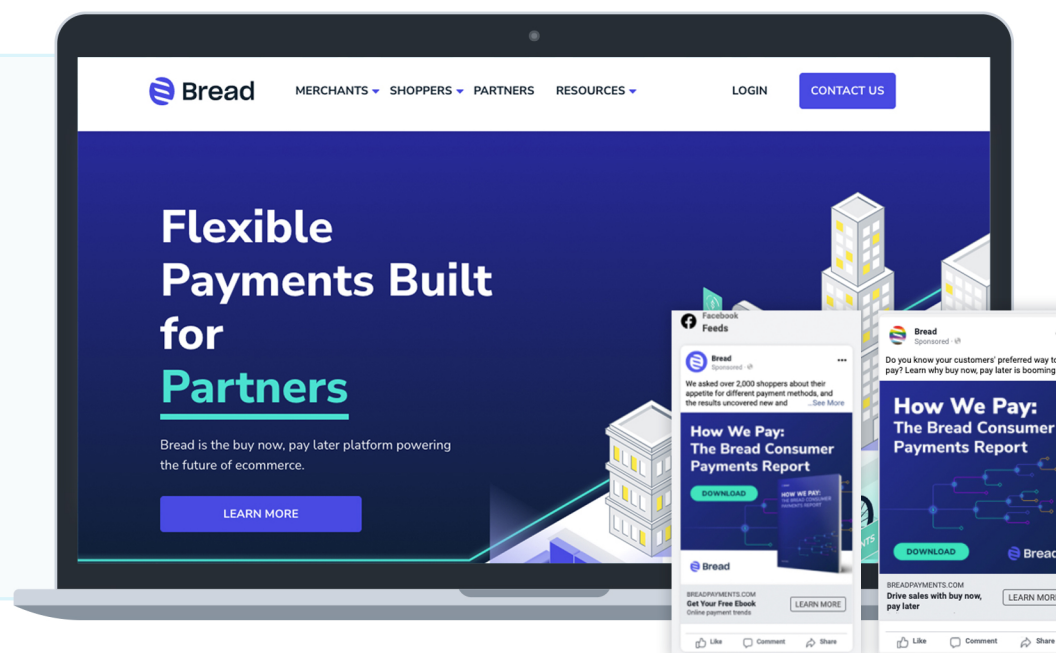 Bread
MERCHANTS SHOPPERS PARTNERS RESOURCES
LOGIN
CONTACT US
Flexible
Payments Built
for
Partners
Bread is the buy now, pay later platform powering
the future of ecommerce.
LEARN MORE
Facebook
Feeds
Bread
Sponsored
We asked over 2,000 shoppers about their
appetite for different payment methods, and
the results uncovered new and ...See More
How We Pay:
The Bread Consumer
Payments Report
DOWNLOAD
HOW WE PAY:
THE BREAD CONSUMER
PAYMENTS REPORT
Bread
BREADPAYMENTS.COM
Get Your Free Ebook
Online payment trends
LEARN MORE
Like Comment Share
Bread
Sponsored
Do you know your customers' preferred way to
pay? Learn why buy now, pay later is booming
How We Pay:
The Bread Consumer
Payments Report
DOWNLOAD
Bread
BREADPAYMENTS.COM
Drive sales with buy now,
pay later
LEARN MORE
Like Comment Share